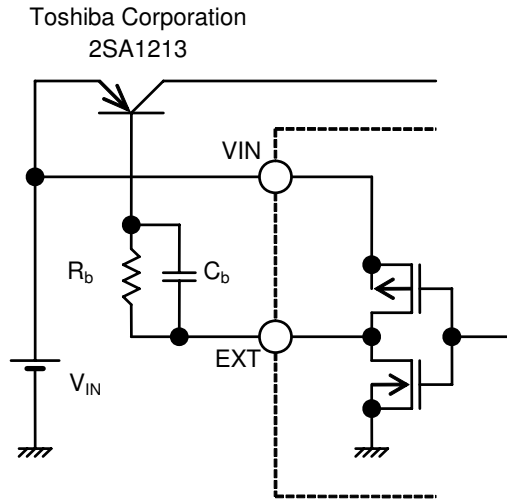 Toshiba Corporation
2SA1213
VIN
Rb
Cb
EXT
VIN